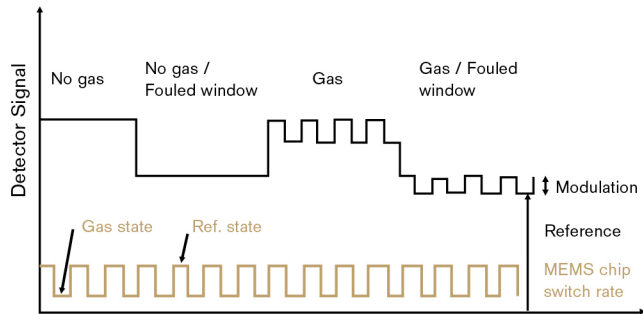 Detector Signal
No gas
No gas /
Fouled window
Gas
Gas / Fouled
window
Modulation
Reference
Gas state
Ref. state
MEMS chip
switch rate